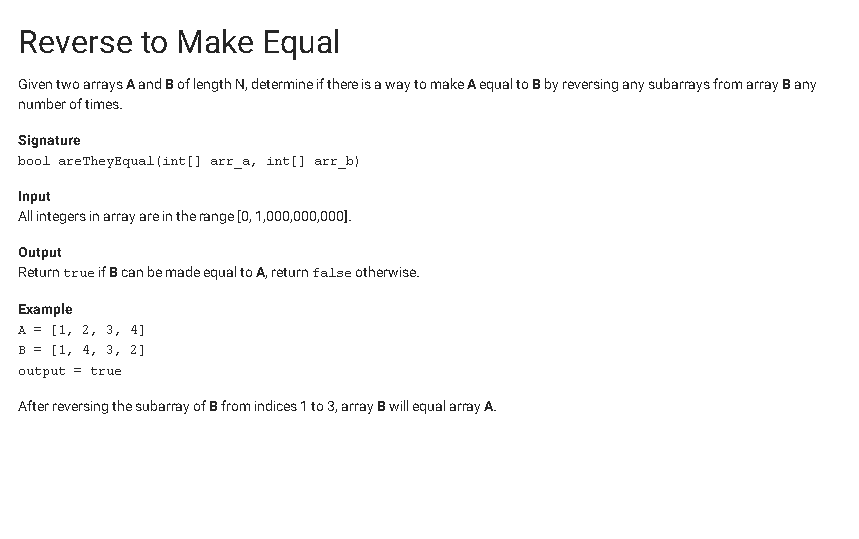 Reverse to Make Equal
Given two arrays A and B of length N, determine if there is a way to make A equal to B by reversing any subarrays from array B any
number of times.
Signature
bool areTheyEqual(int[] arr_a, int[] arr_b)
Input
All integers in array are in the range [0, 1,000,000,000].
Output
Return true if B can be made equal to A, return false otherwise.
Example
A = [1, 2, 3, 4]
B = [1, 4, 3, 2]
output = true
After reversing the subarray of B from indices 1 to 3, array B will equal array A.